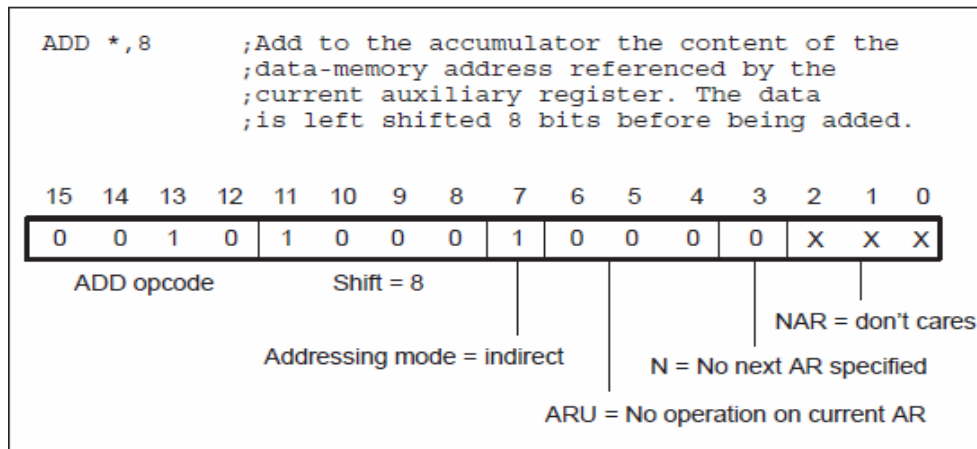 ADD *,8 ;Add to the accumulator the content of the
;data-memory address referenced by the
;current auxiliary register. The data
;is left shifted 8 bits before being added.
15 14 13 12 11 10 9 8 7 6 5 4 3 2 1 0
0 0 1 0 1 0 0 0 1 0 0 0 0 X X X
ADD opcode Shift = 8
NAR = don't cares
Addressing mode = indirect N = No next AR specified
ARU = No operation on current AR